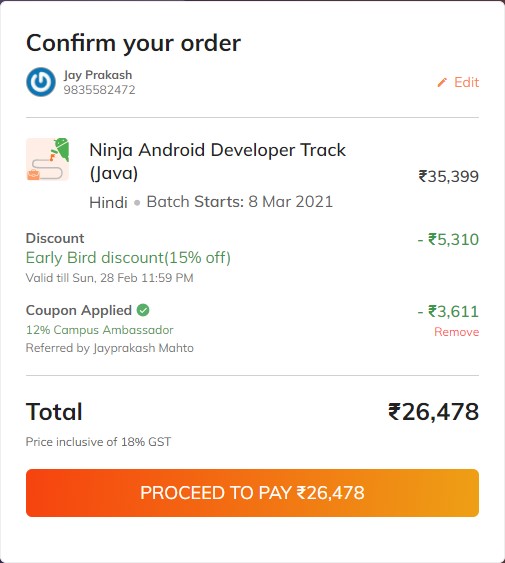 Confirm your order
Jay Prakash
9835582472
Edit
Ninja Android Developer Track
(Java)
₹35,399
Hindi • Batch Starts: 8 Mar 2021
Discount
- ₹5,310
Early Bird discount(15% off)
Valid till Sun, 28 Feb 11:59 PM
Coupon Applied
- ₹3,611
12% Campus Ambassador
Remove
Referred by Jayprakash Mahto
Total
₹26,478
Price inclusive of 18% GST
PROCEED TO PAY ₹26,478